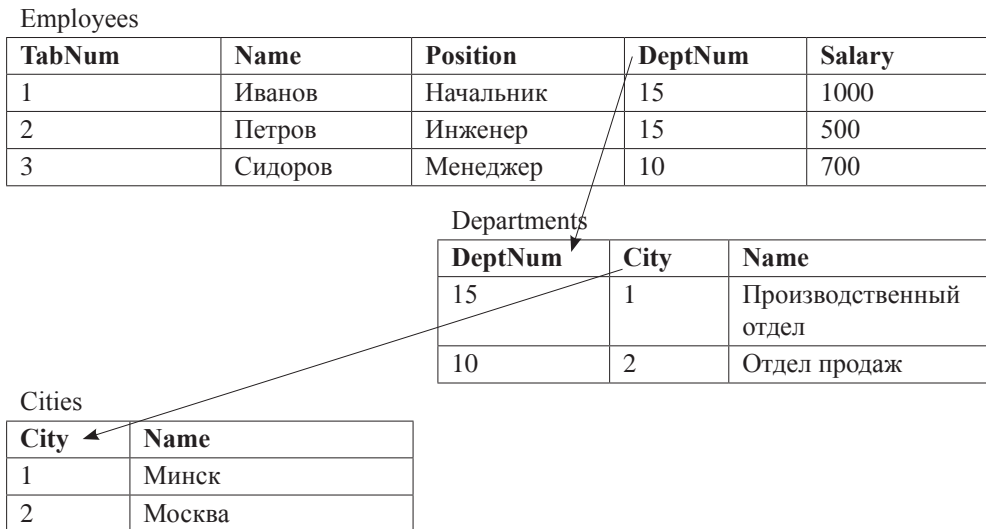 Employees
TabNum Name Position DeptNum Salary
1 Иванов Начальник 15 1000
2 Петров Инженер 15 500
3 Сидоров Менеджер 10 700
Departments
DeptNum City Name
15 1 Производственный
отдел
10 2 Отдел продаж
Cities
City Name
1 Минск
2 Москва